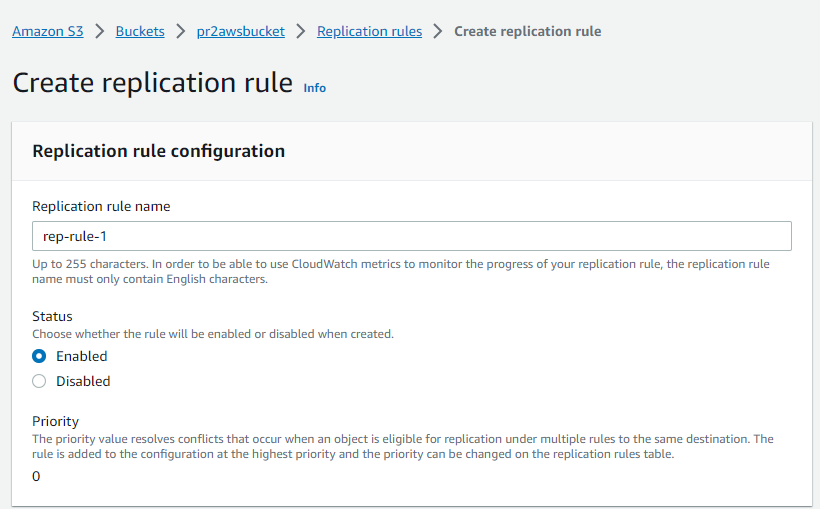 Amazon S3 > Buckets > pr2awsbucket > Replication rules > Create replication rule
Create replication rule Info
Replication rule configuration
Replication rule name
rep-rule-1
Up to 255 characters. In order to be able to use CloudWatch metrics to monitor the progress of your replication rule, the replication rule
name must only contain English characters.
Status
Choose whether the rule will be enabled or disabled when created.
Enabled
Disabled
Priority
The priority value resolves conflicts that occur when an object is eligible for replication under multiple rules to the same destination. The
rule is added to the configuration at the highest priority and the priority can be changed on the replication rules table.
0